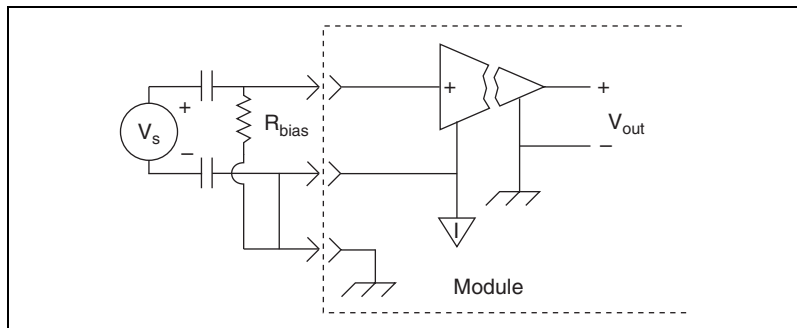 +
V_s
−
R_bias
+
+
V_out
−
I
Module